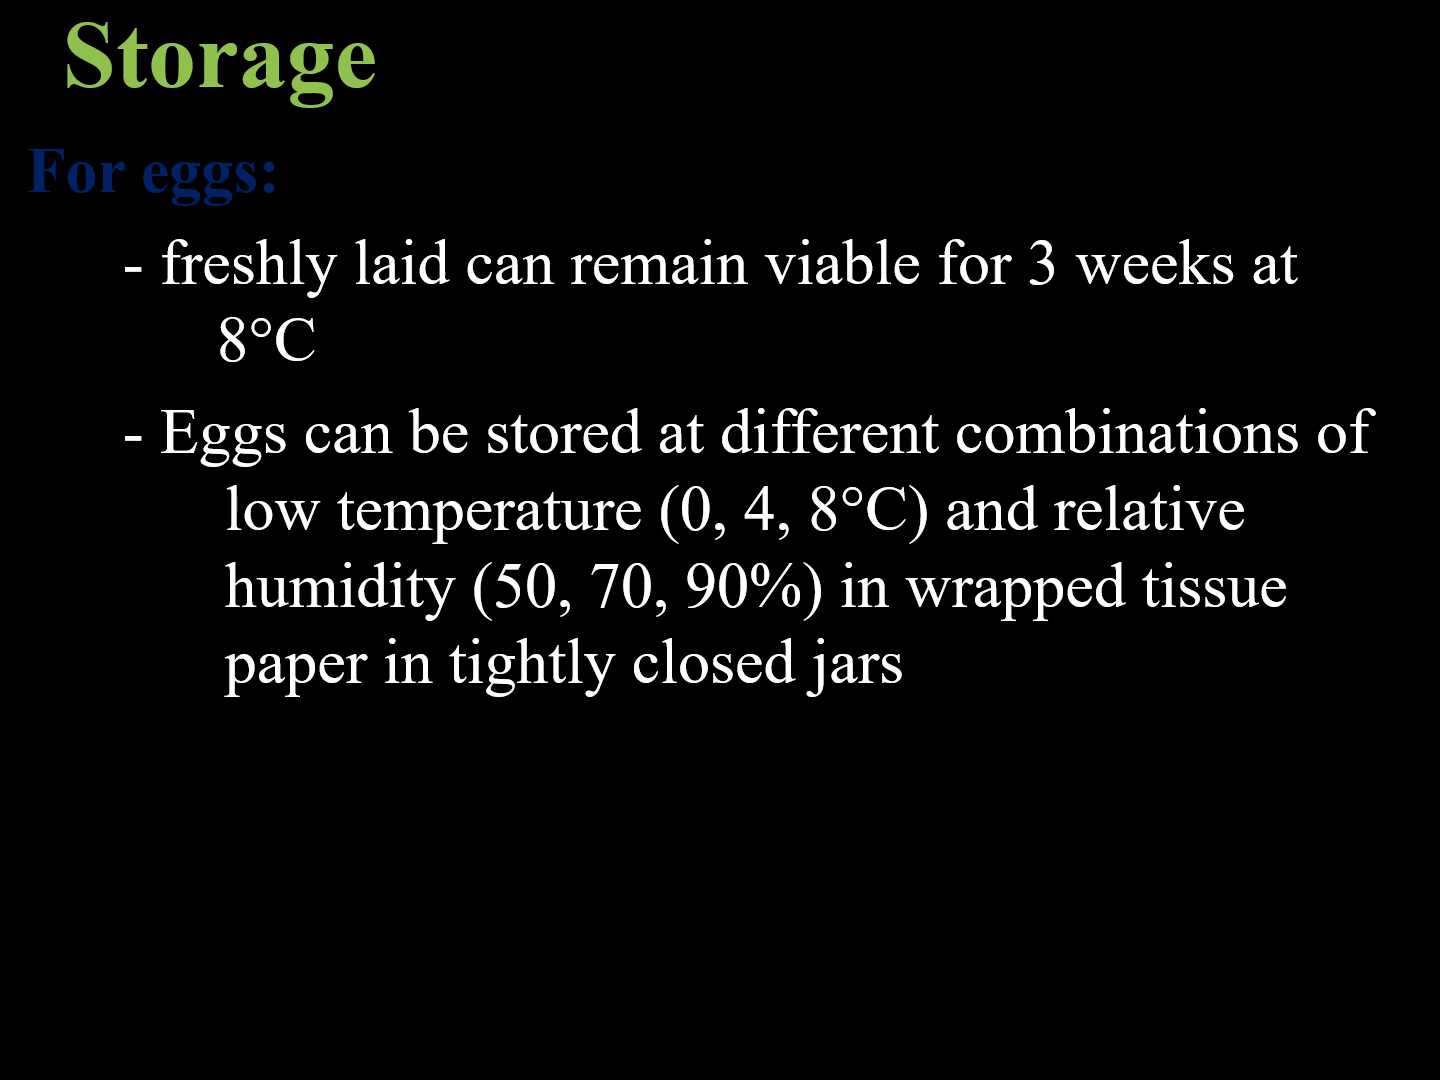 Storage
For eggs:
- freshly laid can remain viable for 3 weeks at
8°C
- Eggs can be stored at different combinations of
low temperature (0, 4, 8°C) and relative
humidity (50, 70, 90%) in wrapped tissue
paper in tightly closed jars